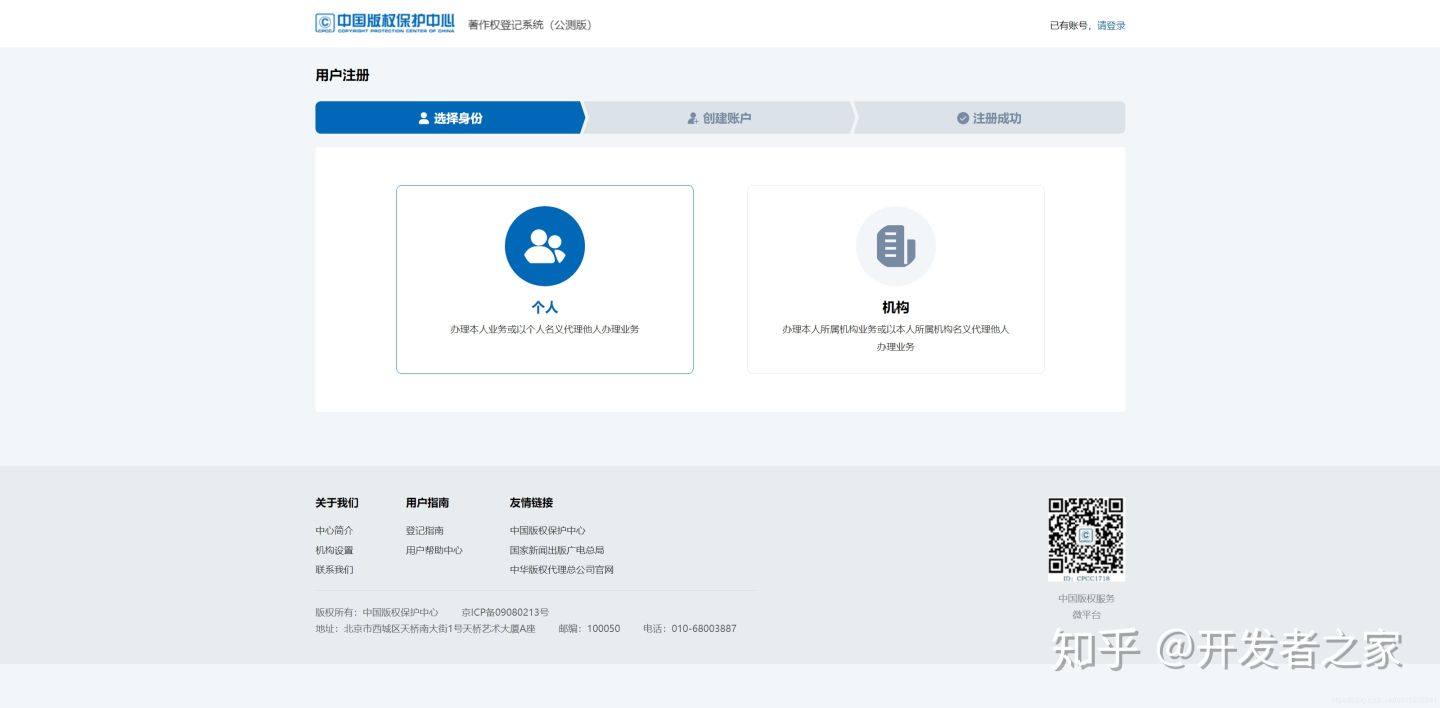 中国版权保护中心 著作权登记系统（公测版） 已有账号，请登录
CPCC COPYRIGHT PROTECTION CENTER OF CHINA
用户注册
选择身份 创建账户 注册成功
个人
办理本人业务或以个人名义代理他人办理业务
机构
办理本人所属机构业务或以本人所属机构名义代理他人
办理业务
关于我们 用户指南 友情链接
中心简介 登记指南 中国版权保护中心
机构设置 用户帮助中心 国家新闻出版广电总局
联系我们 中华版权代理总公司官网
ID: CPCC1718
中国版权服务
微平台
版权所有：中国版权保护中心 京ICP备09080213号
地址：北京市西城区天桥南大街1号天桥艺术大厦A座 邮编：100050 电话：010-68003887
知乎 @开发者之家